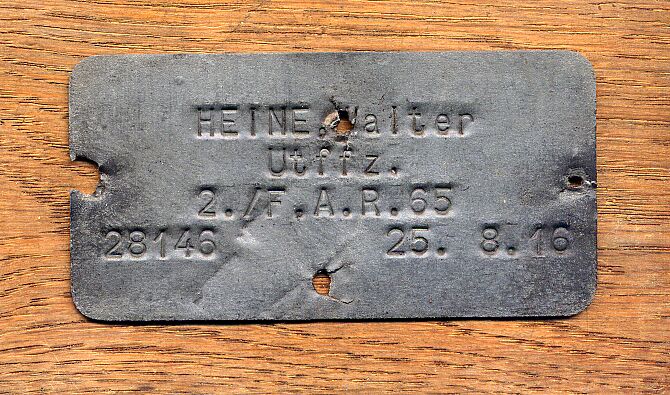 HEINE,Walter
Utffz.
2./F.A.R.65
28146 25. 8.16